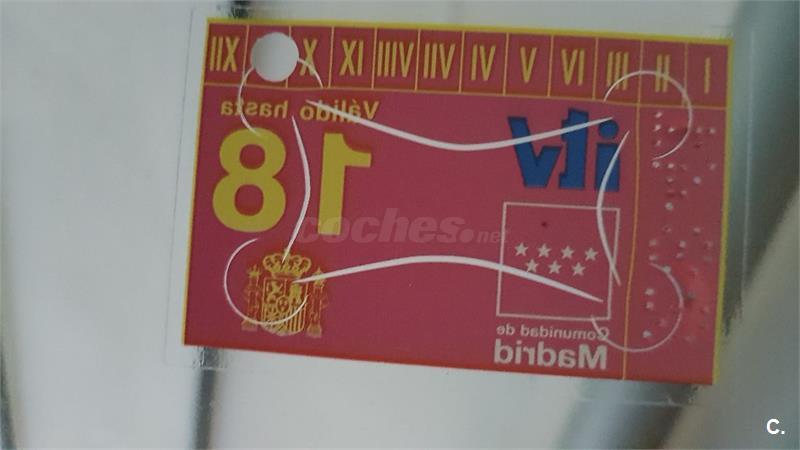 I II III IV V VI VII VIII IX X XII
itv Válido hasta
18
Comunidad de
Madrid
coches.net
C.